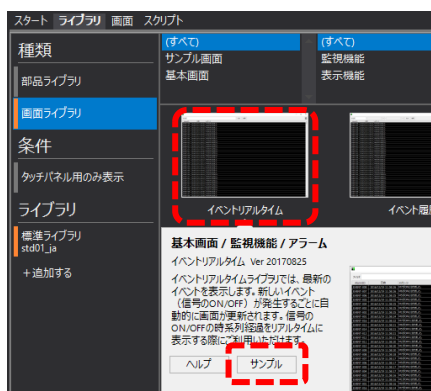 スタート ライブラリ 画面 スクリプト
種類
部品ライブラリ
画面ライブラリ
条件
タッチパネル用のみ表示
ライブラリ
標準ライブラリ
std01_ja
＋追加する
(すべて)
サンプル画面
基本画面
(すべて)
監視機能
表示機能
イベントリアルタイム
イベント履
基本画面 / 監視機能 / アラーム
イベントリアルタイム Ver 20170825
イベントリアルタイムライブラリでは、最新の
イベントを表示します。新しいイベント
（信号のON/OFF）が発生するごとに自
動的に画面が更新されます。信号の
ON/OFFの時系列経過をリアルタイムに
表示する際にご利用いただけます。
ヘルプ
サンプル